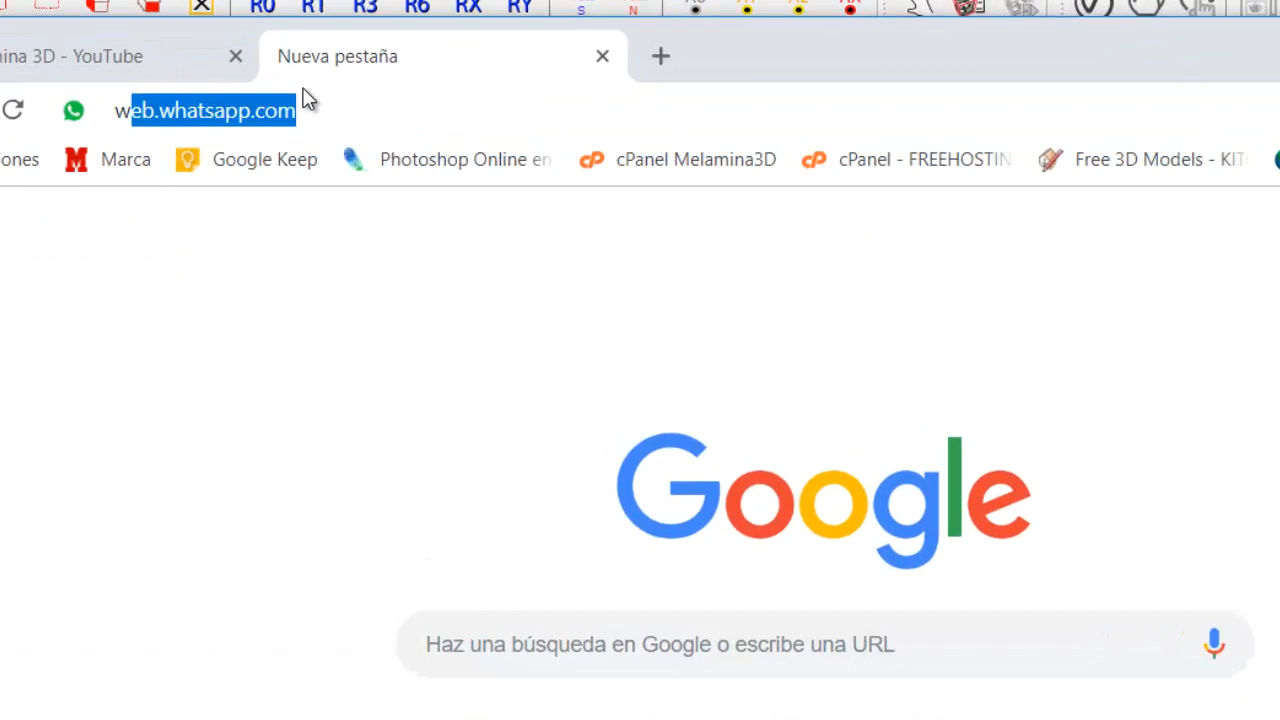 R0 R1 R3 R6 RX RY S N
ina 3D - YouTube Nueva pestaña
web.whatsapp.com
ones Marca Google Keep Photoshop Online en cPanel Melamina3D cPanel - FREEHOSTIN Free 3D Models - KIT
Google
Haz una búsqueda en Google o escribe una URL